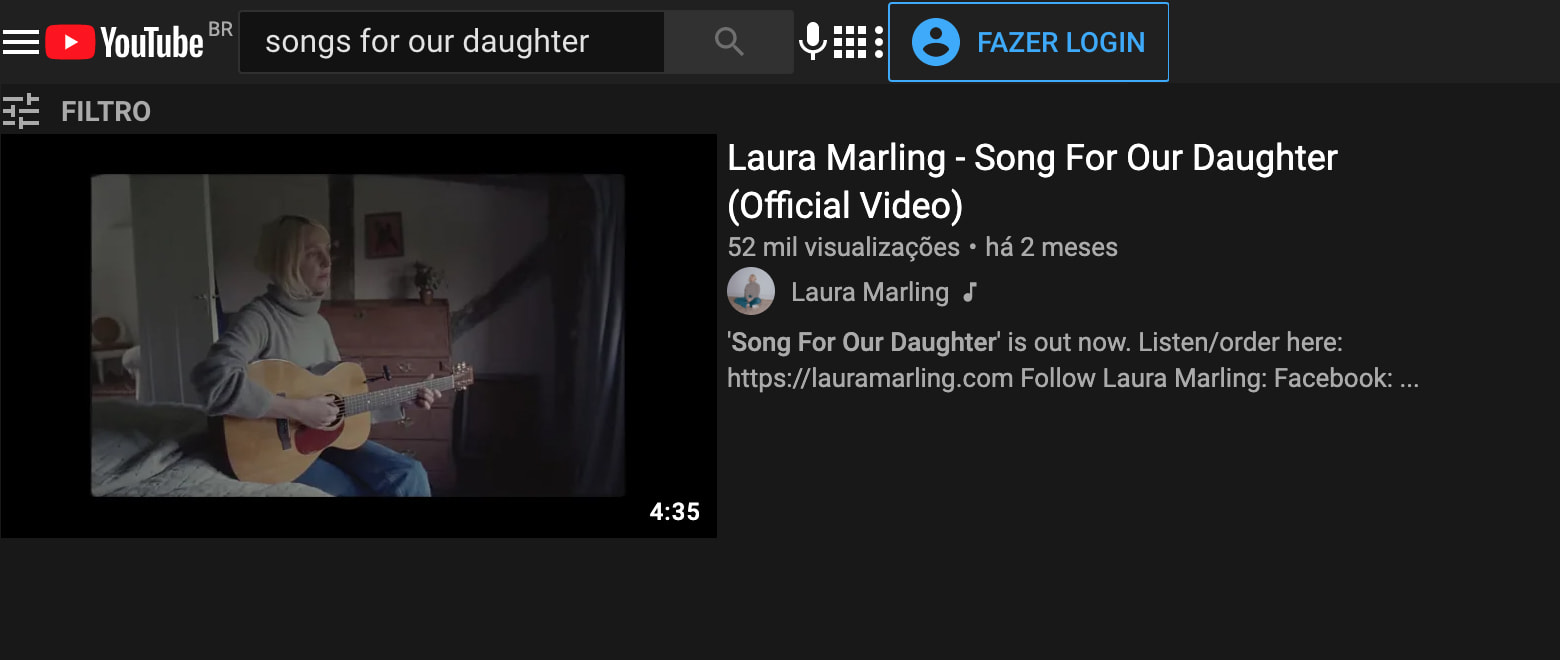 YouTube BR
songs for our daughter
FAZER LOGIN
FILTRO
Laura Marling - Song For Our Daughter
(Official Video)
52 mil visualizações • há 2 meses
Laura Marling
'Song For Our Daughter' is out now. Listen/order here:
https://lauramarling.com Follow Laura Marling: Facebook: ...
4:35